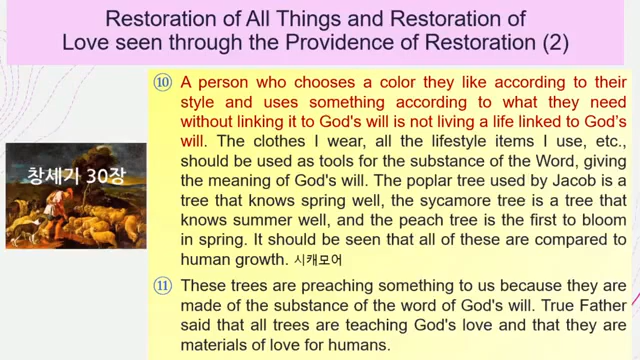 Restoration of All Things and Restoration of
Love seen through the Providence of Restoration (2)
창세기 30장
⑩ A person who chooses a color they like according to their
style and uses something according to what they need
without linking it to God's will is not living a life linked to God's
will. The clothes I wear, all the lifestyle items I use, etc.,
should be used as tools for the substance of the Word, giving
the meaning of God's will. The poplar tree used by Jacob is a
tree that knows spring well, the sycamore tree is a tree that
knows summer well, and the peach tree is the first to bloom
in spring. It should be seen that all of these are compared to
human growth. 시캐모어
⑪ These trees are preaching something to us because they are
made of the substance of the word of God's will. True Father
said that all trees are teaching God's love and that they are
materials of love for humans.